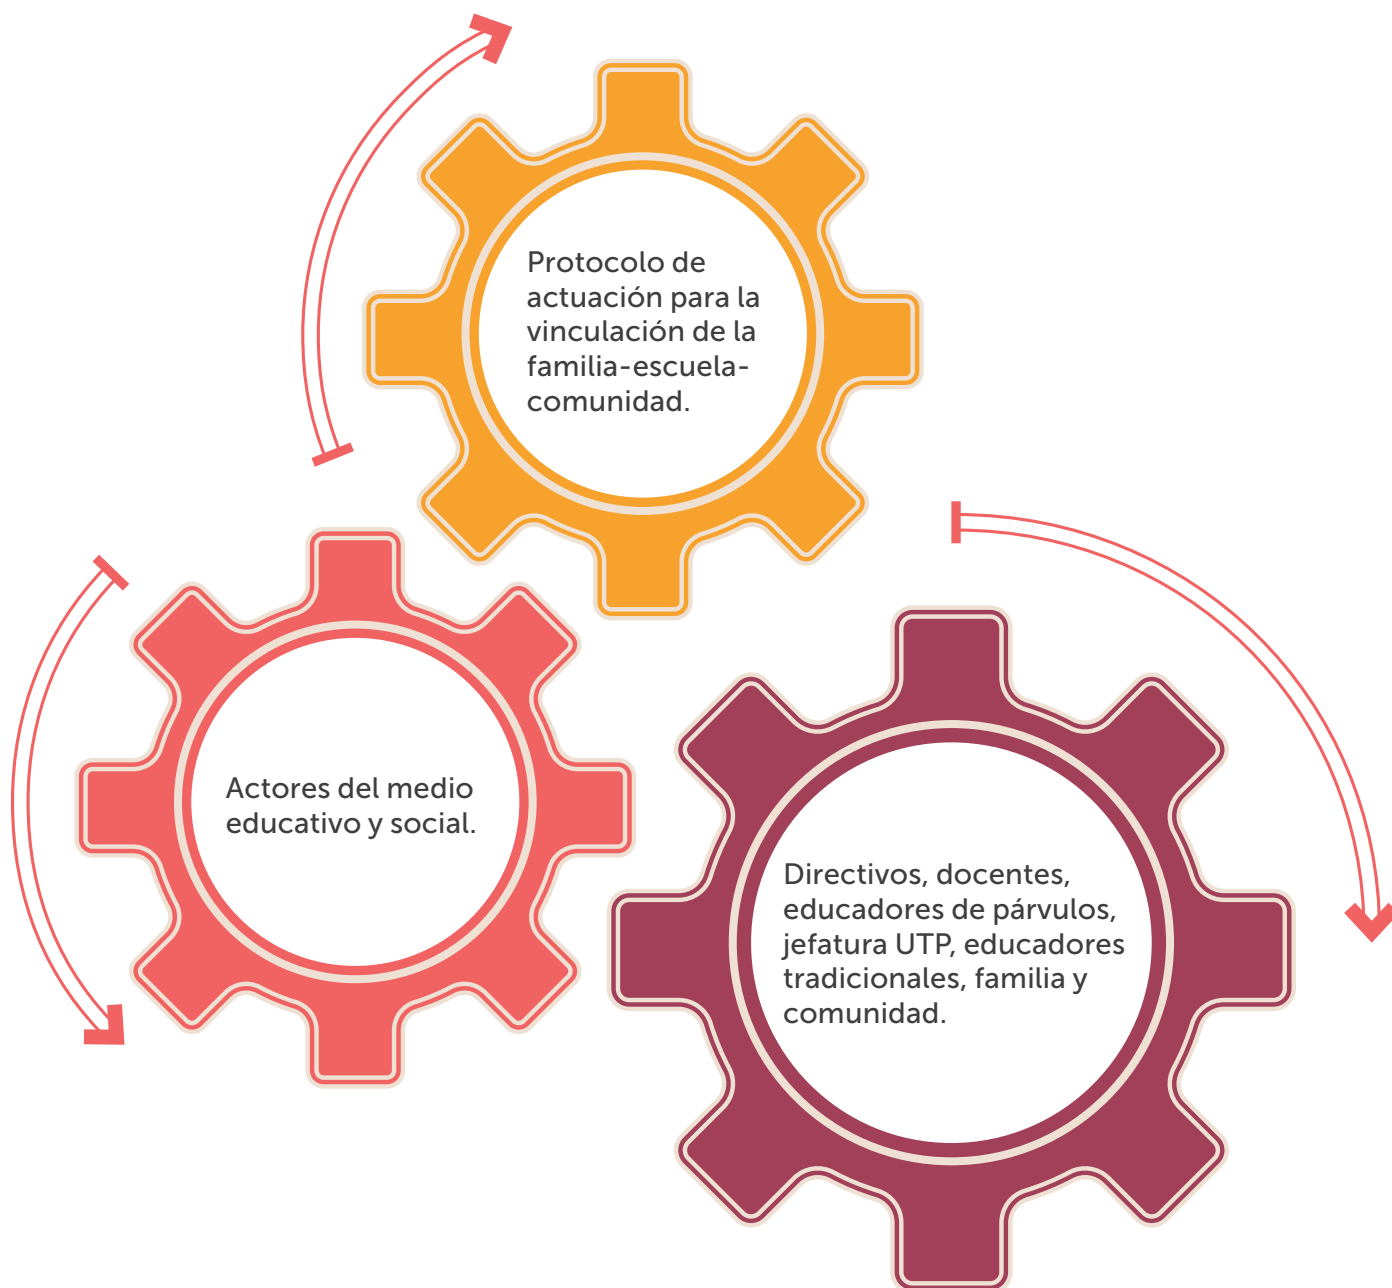 Protocolo de
actuación para la
vinculación de la
familia-escuela-
comunidad.
Actores del medio
educativo y social.
Directivos, docentes,
educadores de párvulos,
jefatura UTP, educadores
tradicionales, familia y
comunidad.